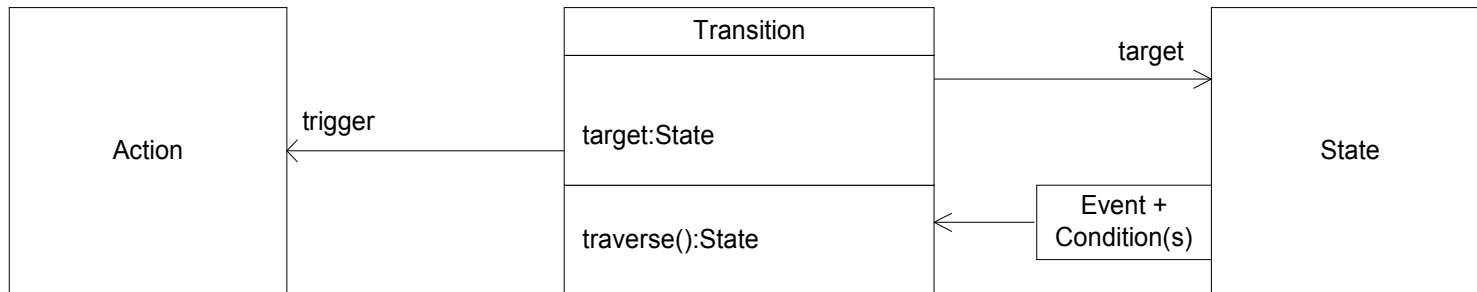 Action
trigger
Transition
target:State
traverse():State
target
Event +
Condition(s)
State